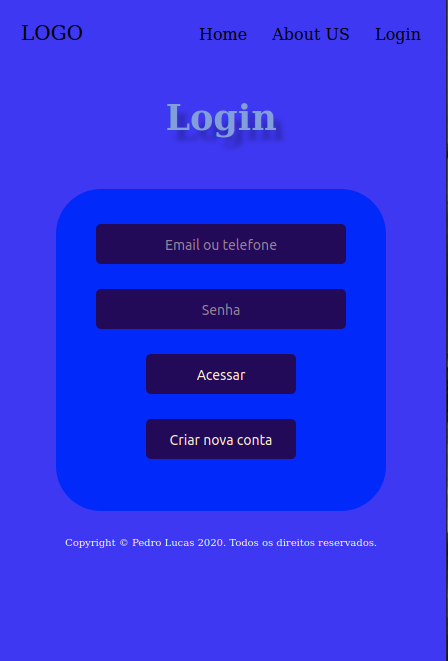 LOGO Home About US Login
Login
Email ou telefone
Senha
Acessar
Criar nova conta
Copyright © Pedro Lucas 2020. Todos os direitos reservados.